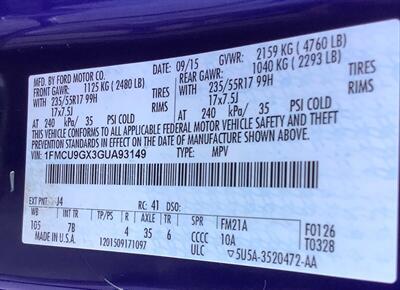 MFD. BY FORD MOTOR CO.
09/15 GVWR: 2159 KG (4760 LB)
FRONT GAWR: 1125 KG (2480 LB)
REAR GAWR: 1040 KG (2293 LB)
WITH 235/55R17 99H TIRES
WITH 235/55R17 99H TIRES
17x7.5J RIMS
17x7.5J RIMS
AT 240 kPa/ 35 PSI COLD
AT 240 kPa/ 35 PSI COLD
THIS VEHICLE CONFORMS TO ALL APPLICABLE FEDERAL MOTOR VEHICLE SAFETY AND THEFT
PREVENTION STANDARDS IN EFFECT ON THE DATE OF MANUFACTURE SHOWN ABOVE.
VIN: 1FMCU9GX3GUA93149 TYPE: MPV
EXT PNT: J4 RC: 41 DSO:
WB INT TR TP/PS R AXLE TR SPR FM21A F0126
105 7B 4 35 6 CCCC 10A T0328
MADE IN U.S.A. 1201509171097 ULC 5U5A-3520472-AA